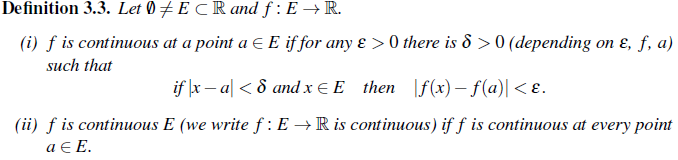 Definition 3.3. Let ∅ ≠ E ⊂ ℝ and f : E → ℝ.
(i) f is continuous at a point a ∈ E if for any ε > 0 there is δ > 0 (depending on ε, f, a)
such that
if |x − a| < δ and x ∈ E then |f(x) − f(a)| < ε.
(ii) f is continuous E (we write f : E → ℝ is continuous) if f is continuous at every point
a ∈ E.